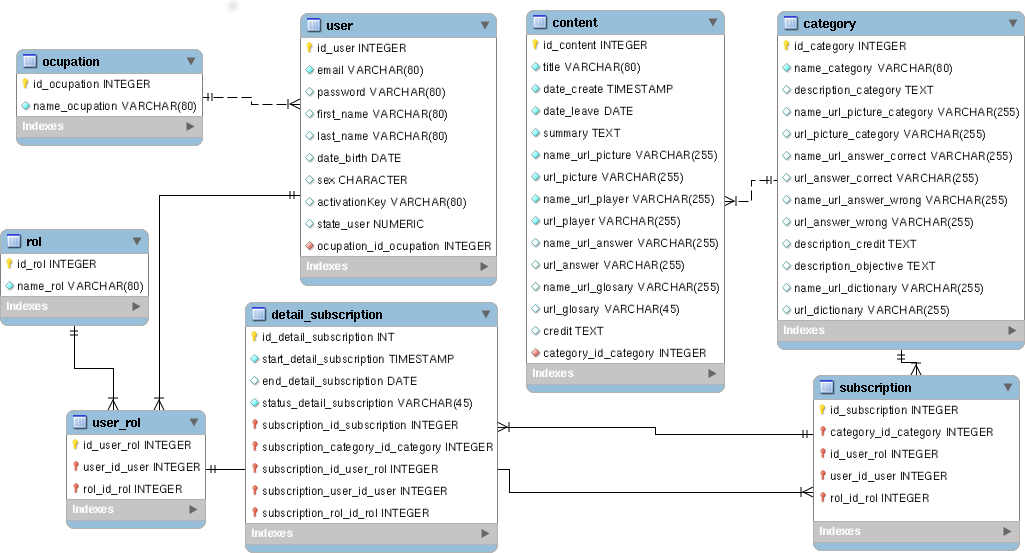 ocupation
id_ocupation INTEGER
name_ocupation VARCHAR(80)
Indexes
user
id_user INTEGER
email VARCHAR(80)
password VARCHAR(80)
first_name VARCHAR(80)
last_name VARCHAR(80)
date_birth DATE
sex CHARACTER
activationKey VARCHAR(80)
state_user NUMERIC
ocupation_id_ocupation INTEGER
Indexes
content
id_content INTEGER
title VARCHAR(80)
date_create TIMESTAMP
date_leave DATE
summary TEXT
name_url_picture VARCHAR(255)
url_picture VARCHAR(255)
name_url_player VARCHAR(255)
url_player VARCHAR(255)
name_url_answer VARCHAR(255)
url_answer VARCHAR(255)
name_url_glosary VARCHAR(255)
url_glosary VARCHAR(45)
credit TEXT
category_id_category INTEGER
Indexes
category
id_category INTEGER
name_category VARCHAR(80)
description_category TEXT
name_url_picture_category VARCHAR(255)
url_picture_category VARCHAR(255)
name_url_answer_correct VARCHAR(255)
url_answer_correct VARCHAR(255)
name_url_answer_wrong VARCHAR(255)
url_answer_wrong VARCHAR(255)
description_credit TEXT
description_objective TEXT
name_url_dictionary VARCHAR(255)
url_dictionary VARCHAR(255)
Indexes
rol
id_rol INTEGER
name_rol VARCHAR(80)
Indexes
detail_subscription
id_detail_subscription INT
start_detail_subscription TIMESTAMP
end_detail_subscription DATE
status_detail_subscription VARCHAR(45)
subscription_id_subscription INTEGER
subscription_category_id_category INTEGER
subscription_id_user_rol INTEGER
subscription_user_id_user INTEGER
subscription_rol_id_rol INTEGER
Indexes
user_rol
id_user_rol INTEGER
user_id_user INTEGER
rol_id_rol INTEGER
Indexes
subscription
id_subscription INTEGER
category_id_category INTEGER
id_user_rol INTEGER
user_id_user INTEGER
rol_id_rol INTEGER
Indexes